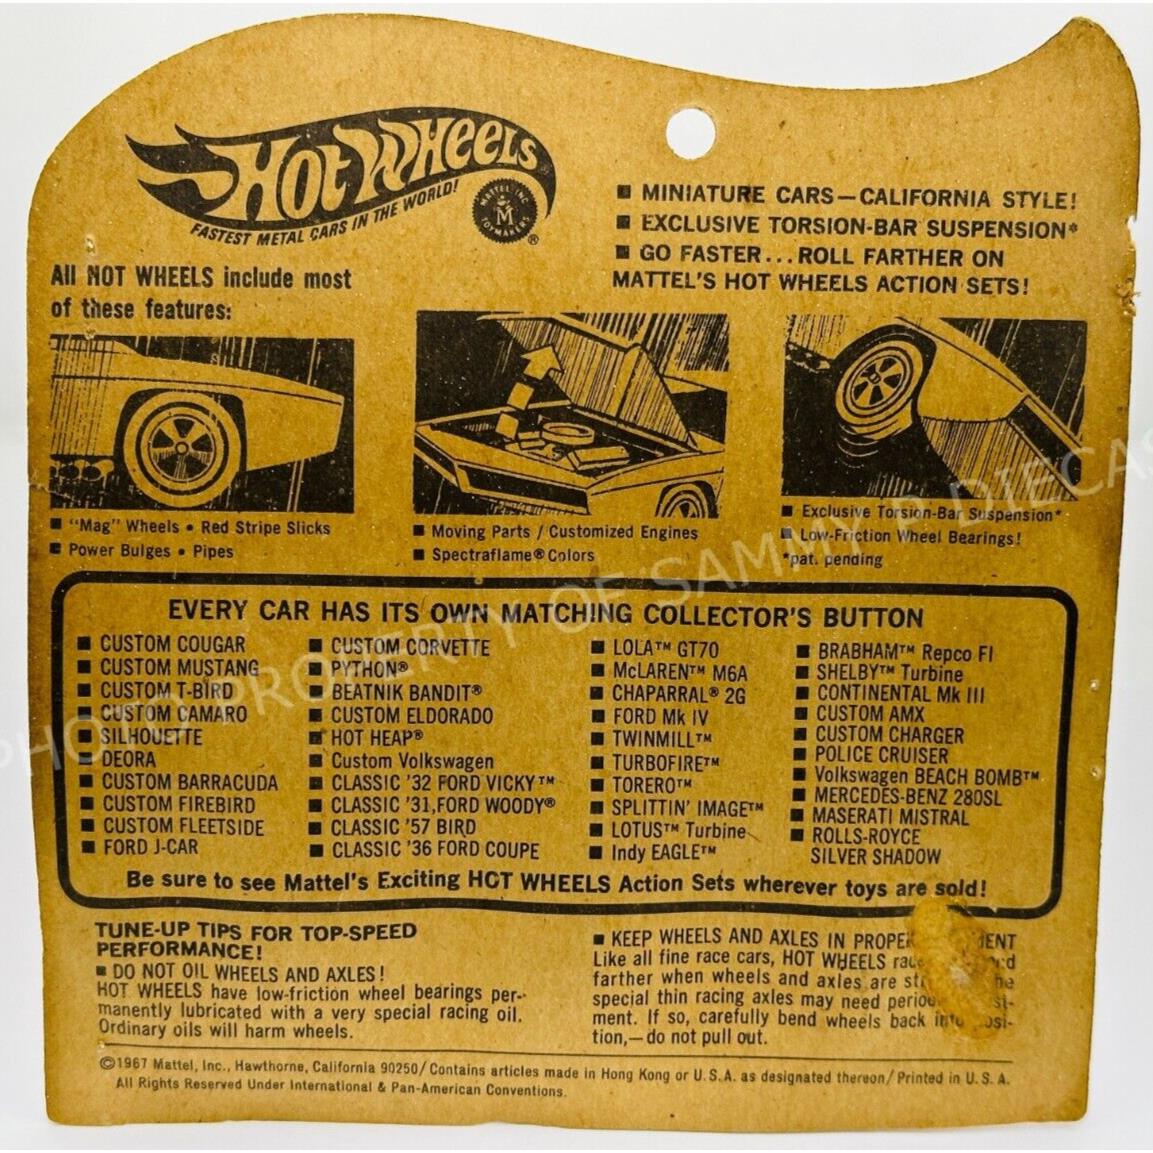 HOT WHEELS
FASTEST METAL CARS IN THE WORLD!
MATTEL, INC.
M
TOYMAKERS
®
■ MINIATURE CARS—CALIFORNIA STYLE!
■ EXCLUSIVE TORSION-BAR SUSPENSION*
■ GO FASTER...ROLL FARTHER ON
MATTEL'S HOT WHEELS ACTION SETS!
All HOT WHEELS include most
of these features:
■ "Mag" Wheels • Red Stripe Slicks
■ Power Bulges • Pipes
■ Moving Parts / Customized Engines
■ Spectraflame® Colors
■ Exclusive Torsion-Bar Suspension*
■ Low-Friction Wheel Bearings!
*pat. pending
EVERY CAR HAS ITS OWN MATCHING COLLECTOR'S BUTTON
■ CUSTOM COUGAR
■ CUSTOM MUSTANG
■ CUSTOM T-BIRD
■ CUSTOM CAMARO
■ SILHOUETTE
■ DEORA
■ CUSTOM BARRACUDA
■ CUSTOM FIREBIRD
■ CUSTOM FLEETSIDE
■ FORD J-CAR
■ CUSTOM CORVETTE
■ PYTHON®
■ BEATNIK BANDIT®
■ CUSTOM ELDORADO
■ HOT HEAP®
■ Custom Volkswagen
■ CLASSIC '32 FORD VICKY™
■ CLASSIC '31 FORD WOODY®
■ CLASSIC '57 BIRD
■ CLASSIC '36 FORD COUPE
■ LOLA™ GT70
■ McLAREN™ M6A
■ CHAPARRAL® 2G
■ FORD Mk IV
■ TWINMILL™
■ TURBOFIRE™
■ TORERO™
■ SPLITTIN' IMAGE™
■ LOTUS™ Turbine
■ Indy EAGLE™
■ BRABHAM™ Repco FI
■ SHELBY™ Turbine
■ CONTINENTAL Mk III
■ CUSTOM AMX
■ CUSTOM CHARGER
■ POLICE CRUISER
■ Volkswagen BEACH BOMB™
■ MERCEDES-BENZ 280SL
■ MASERATI MISTRAL
■ ROLLS-ROYCE
SILVER SHADOW
Be sure to see Mattel's Exciting HOT WHEELS Action Sets wherever toys are sold!
TUNE-UP TIPS FOR TOP-SPEED
PERFORMANCE!
■ DO NOT OIL WHEELS AND AXLES!
HOT WHEELS have low-friction wheel bearings per-
manently lubricated with a very special racing oil.
Ordinary oils will harm wheels.
■ KEEP WHEELS AND AXLES IN PROPER
Like all fine race cars, HOT WHEELS
farther when wheels and axles are
special thin racing axles may need
ment. If so, carefully bend wheels back into
tion,—do not pull out.
©1967 Mattel, Inc., Hawthorne, California 90250/Contains articles made in Hong Kong or U.S.A. as designated thereon/Printed in U.S.A.
All Rights Reserved Under International & Pan-American Conventions.
PHOTO PROPERTY OF SAMMY P DIECAS